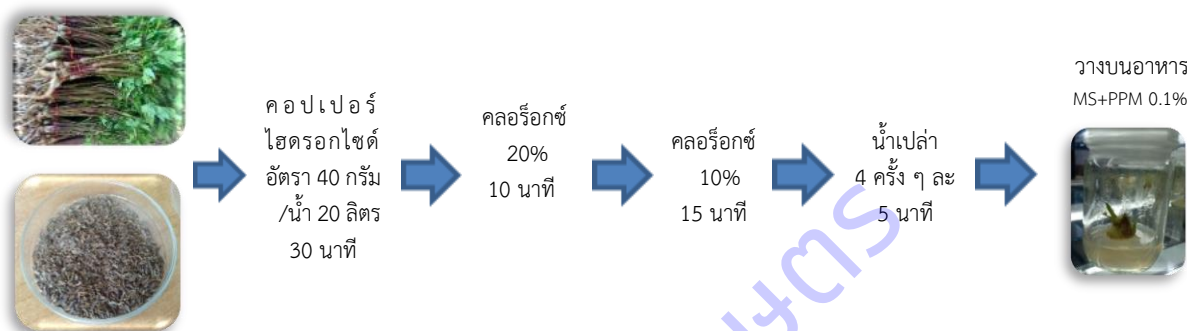 คอปเปอร์
ไฮดรอกไซด์
อัตรา 40 กรัม
/น้ำ 20 ลิตร
30 นาที
คลอร็อกซ์
20%
10 นาที
คลอร็อกซ์
10%
15 นาที
น้ำเปล่า
4 ครั้ง ๆ ละ
5 นาที
วางบนอาหาร
MS+PPM 0.1%